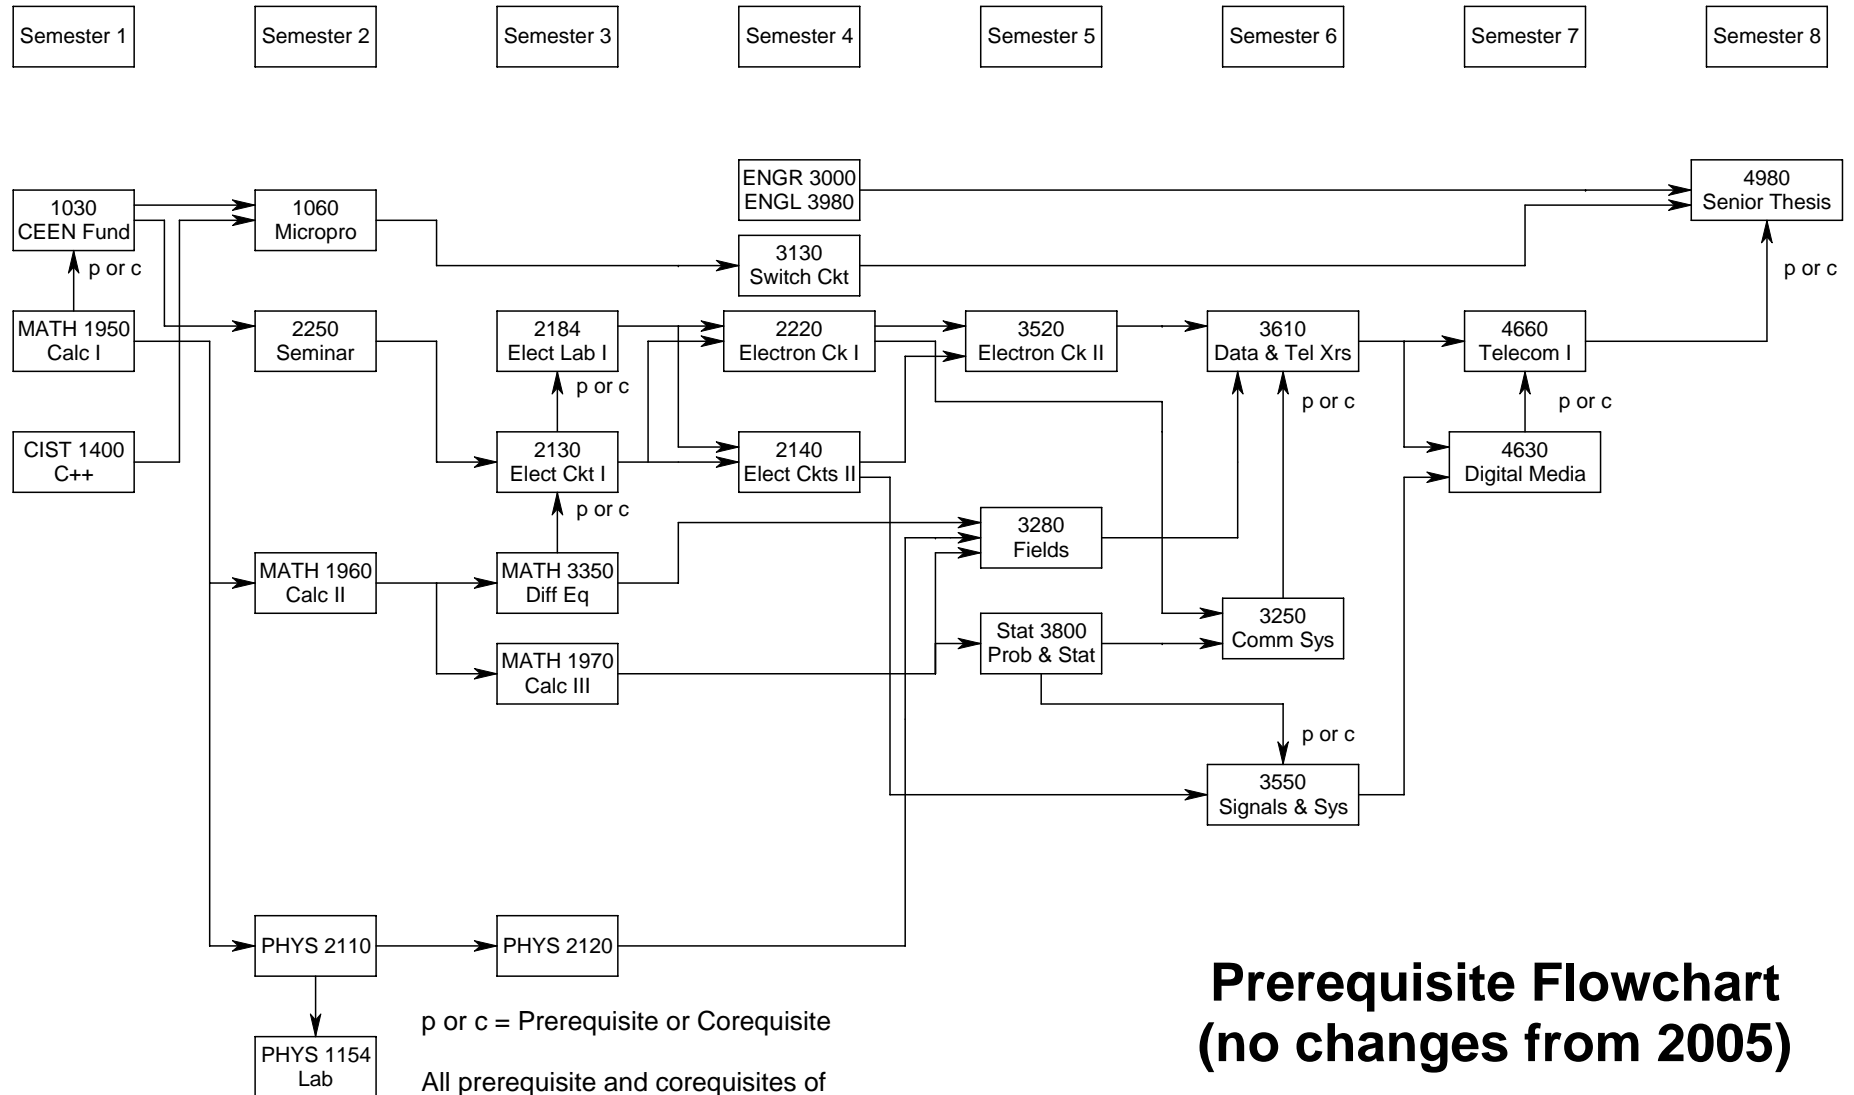 Semester 1
Semester 2
Semester 3
Semester 4
Semester 5
Semester 6
Semester 7
Semester 8
ENGR 3000
ENGL 3980
4980
Senior Thesis
1030
CEEN Fund
1060
Micropro
3130
Switch Ckt
p or c
p or c
MATH 1950
Calc I
2250
Seminar
2184
Elect Lab I
2220
Electron Ck I
3520
Electron Ck II
3610
Data & Tel Xrs
4660
Telecom I
p or c
p or c
p or c
CIST 1400
C++
2130
Elect Ckt I
2140
Elect Ckts II
4630
Digital Media
p or c
3280
Fields
MATH 1960
Calc II
MATH 3350
Diff Eq
Stat 3800
Prob & Stat
3250
Comm Sys
MATH 1970
Calc III
p or c
3550
Signals & Sys
PHYS 2110
PHYS 2120
PHYS 1154
Lab
p or c = Prerequisite or Corequisite
All prerequisite and corequisites of
Prerequisite Flowchart
(no changes from 2005)